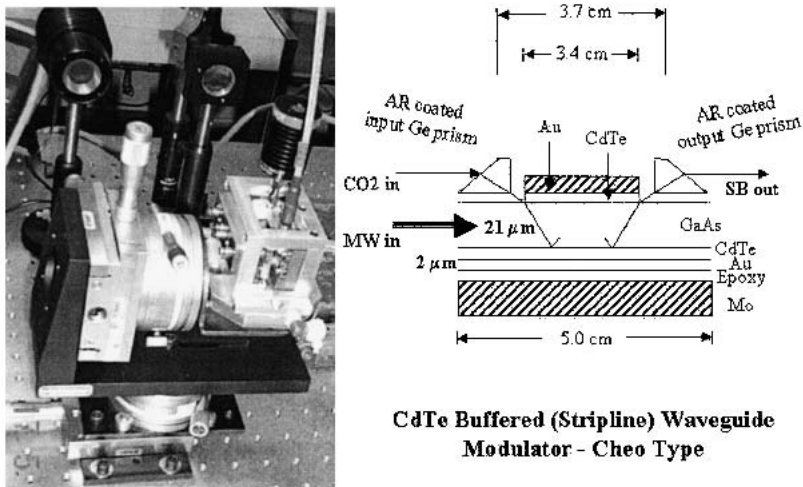 3.7 cm
3.4 cm
AR coated
input Ge prism
Au
CdTe
AR coated
output Ge prism
CO2 in
SB out
MW in
21 µm
GaAs
CdTe
2 µm
Au
Epoxy
Mo
5.0 cm
CdTe Buffered (Stripline) Waveguide
Modulator - Cheo Type